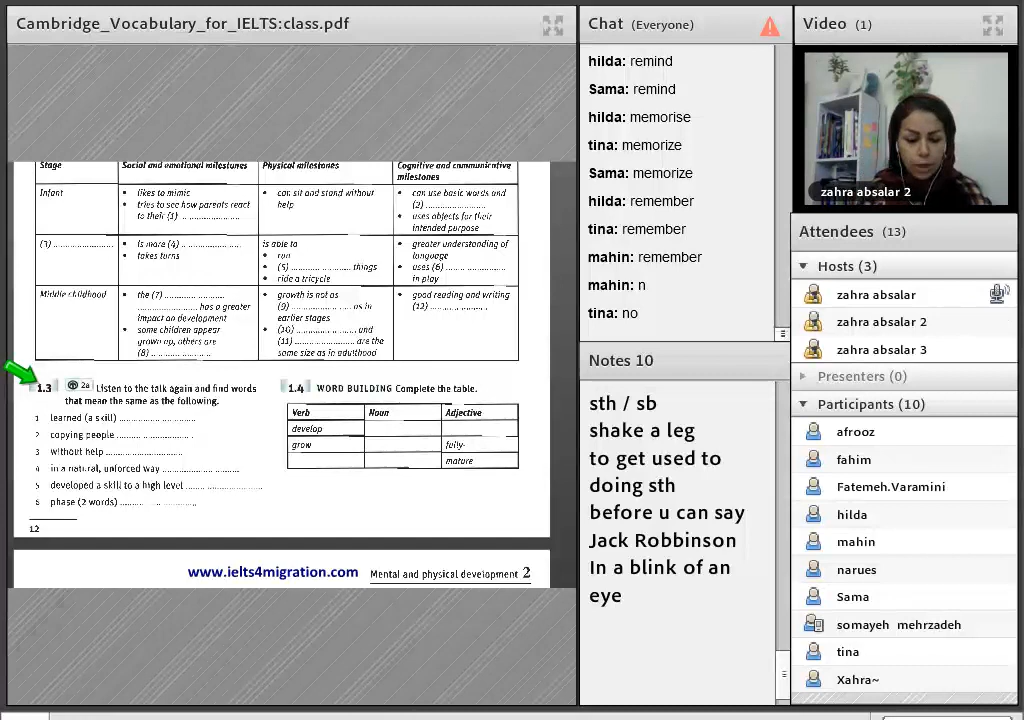 Cambridge_Vocabulary_for_IELTS:class.pdf
Stage Social and emotional milestones Physical milestones Cognitive and communicative milestones
Infant
• likes to mimic
• tries to see how parents react to their (1) ........................
• can sit and stand without help
• can use basic words and (2) ........................
• uses objects for their intended purpose
(3) ........................
• is more (4) ........................
• takes turns
is able to
• run
• (5) ........................ things
• ride a tricycle
• greater understanding of language
• uses (6) ........................ in play
Middle childhood
• the (7) ........................ has a greater impact on development
• some children appear grown up, others are (8) ........................
• growth is not as (9) ........................ as in earlier stages
• (10) ........................ and (11) ........................ are the same size as in adulthood
• good reading and writing (12) ........................
1.3 2a Listen to the talk again and find words
that mean the same as the following.
1 learned (a skill) ........................
2 copying people ........................
3 without help ........................
4 in a natural, unforced way ........................
5 developed a skill to a high level ........................
6 phase (2 words) ........................
12
1.4 WORD BUILDING Complete the table.
Verb Noun Adjective
develop
grow fully-
mature
www.ielts4migration.com Mental and physical development 2
Chat (Everyone)
hilda: remind
Sama: remind
hilda: memorise
tina: memorize
Sama: memorize
hilda: remember
tina: remember
mahin: remember
mahin: n
tina: no
Notes 10
sth / sb
shake a leg
to get used to
doing sth
before u can say
Jack Robbinson
In a blink of an
eye
Video (1)
zahra absalar 2
Attendees (13)
Hosts (3)
zahra absalar
zahra absalar 2
zahra absalar 3
Presenters (0)
Participants (10)
afrooz
fahim
Fatemeh.Varamini
hilda
mahin
narues
Sama
somayeh mehrzadeh
tina
Xahra~